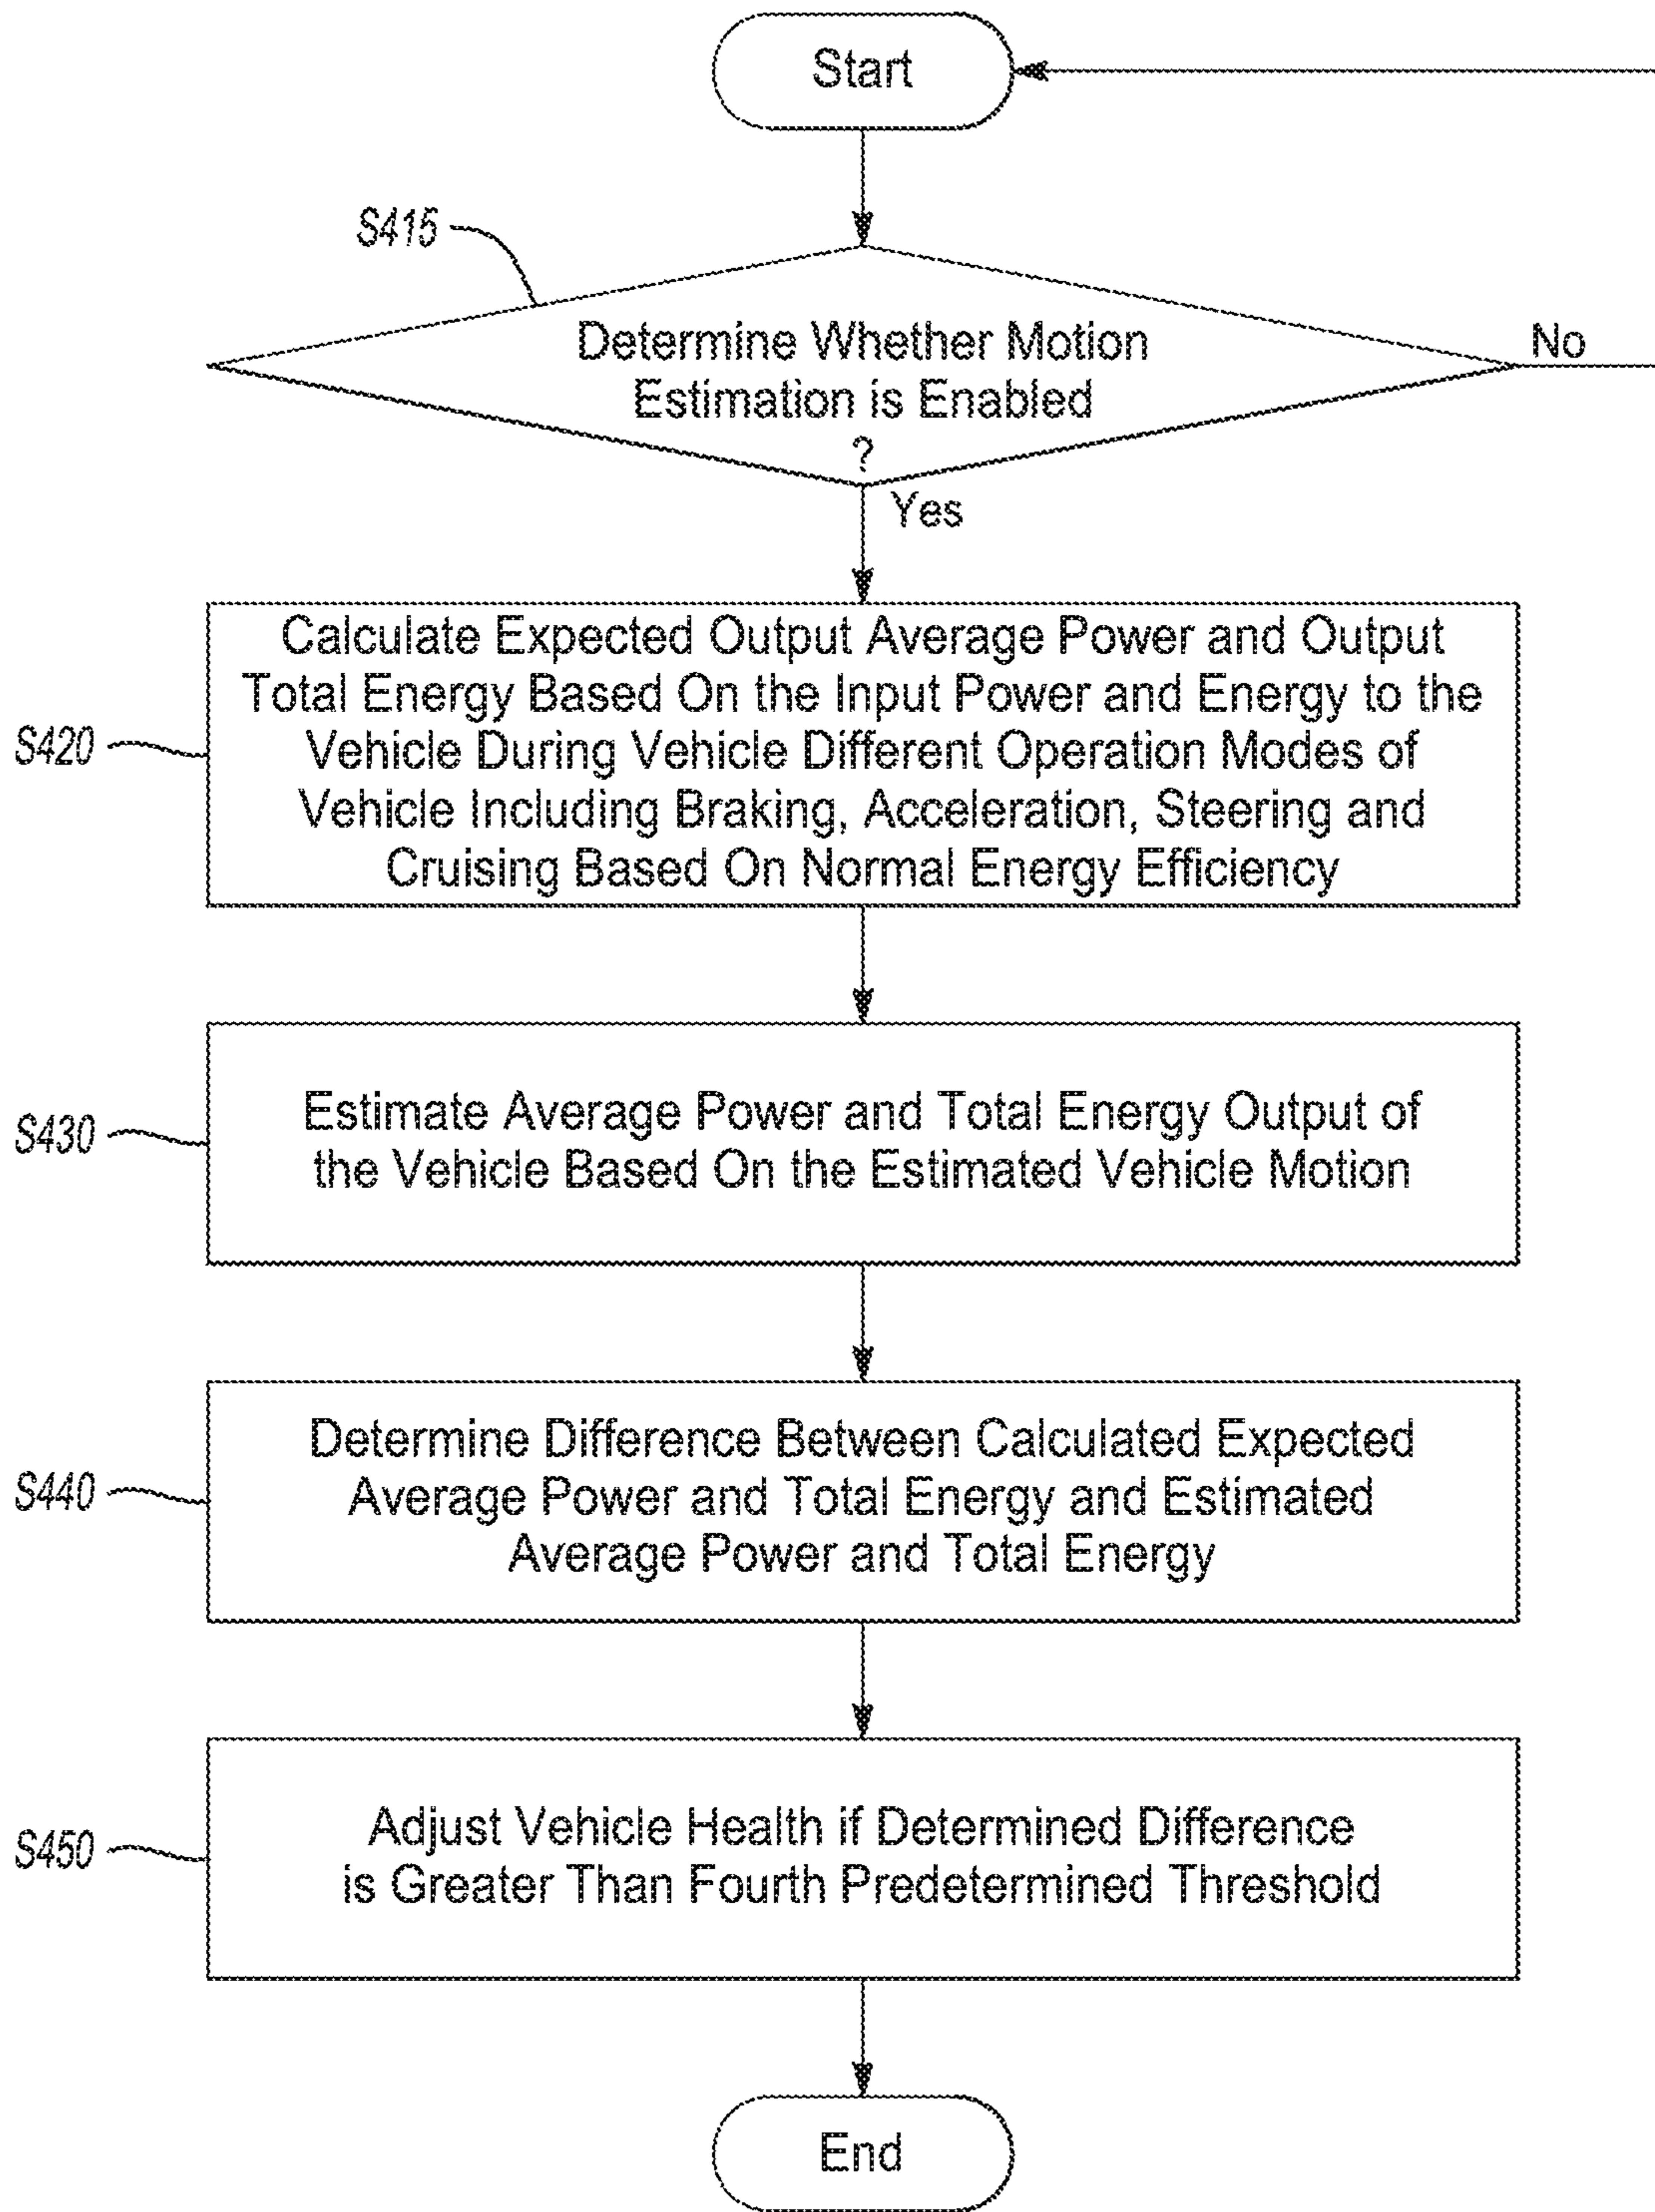 Start
S415
Determine Whether Motion
Estimation is Enabled
?
No
Yes
S420
Calculate Expected Output Average Power and Output
Total Energy Based On the Input Power and Energy to the
Vehicle During Vehicle Different Operation Modes of
Vehicle Including Braking, Acceleration, Steering and
Cruising Based On Normal Energy Efficiency
S430
Estimate Average Power and Total Energy Output of
the Vehicle Based On the Estimated Vehicle Motion
S440
Determine Difference Between Calculated Expected
Average Power and Total Energy and Estimated
Average Power and Total Energy
S450
Adjust Vehicle Health if Determined Difference
is Greater Than Fourth Predetermined Threshold
End